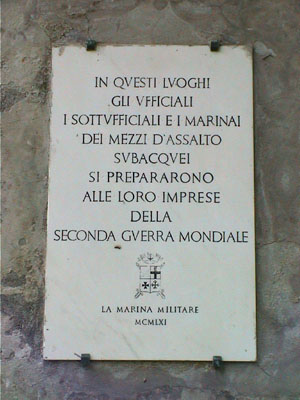 IN QVESTI LVOGHI
GLI VFFICIALI
I SOTTVFFICIALI E I MARINAI
DEI MEZZI D'ASSALTO
SVBACQVEI
SI PREPARARONO
ALLE LORO IMPRESE
DELLA
SECONDA GVERRA MONDIALE
LA MARINA MILITARE
MCMLXI